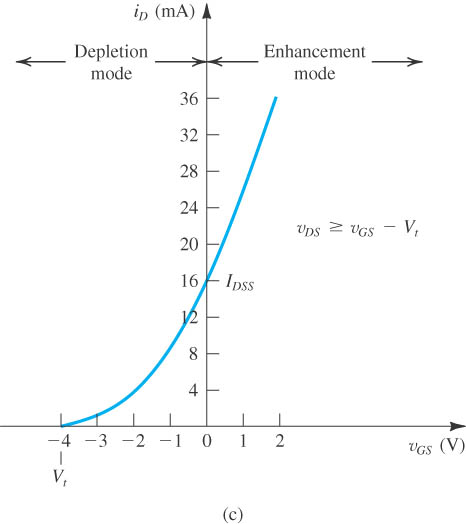 i_D (mA)
Depletion mode
Enhancement mode
36
32
28
24
20
v_DS ≥ v_GS − V_t
16
I_DSS
12
8
4
−4 −3 −2 −1 0 1 2
v_GS (V)
V_t
(c)